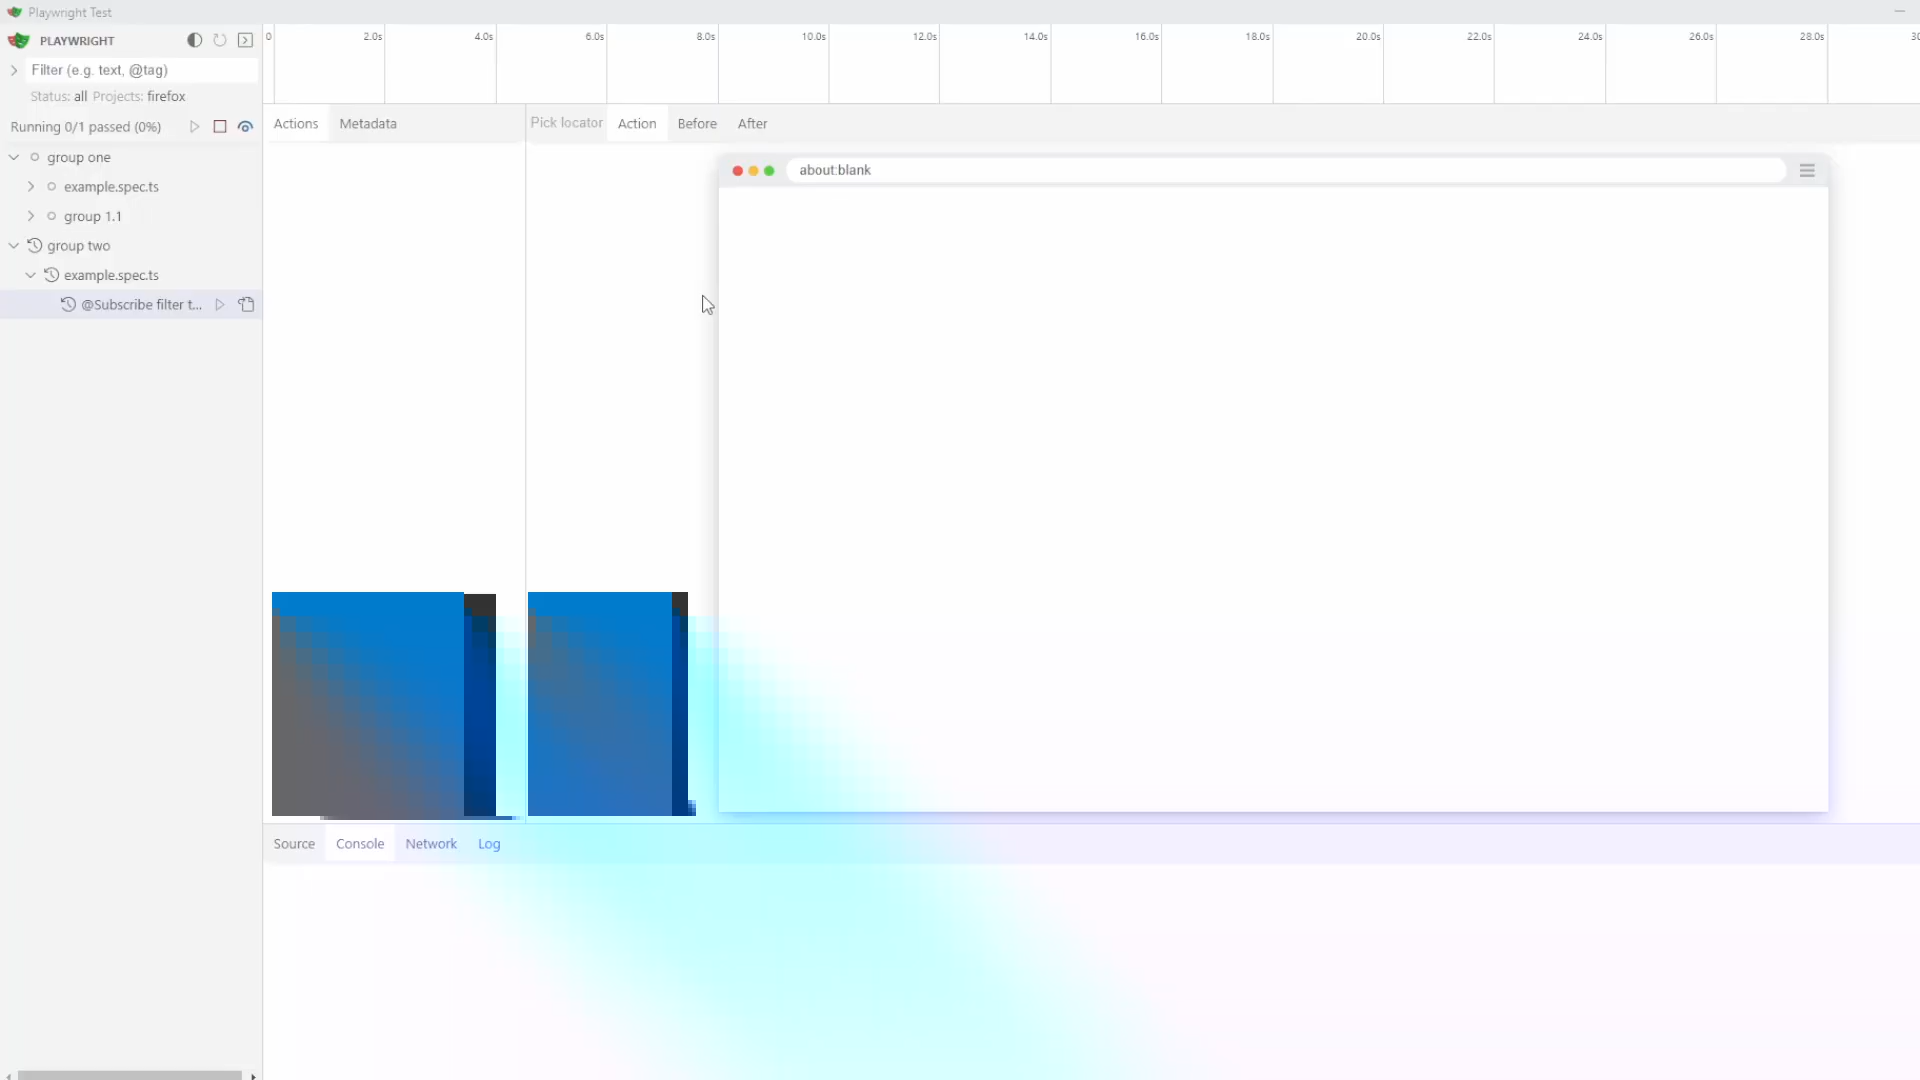 Playwright Test
PLAYWRIGHT
Filter (e.g. text, @tag)
Status: all Projects: firefox
Running 0/1 passed (0%)
group one
example.spec.ts
group 1.1
group two
example.spec.ts
@Subscribe filter t...
0 2.0s 4.0s 6.0s 8.0s 10.0s 12.0s 14.0s 16.0s 18.0s 20.0s 22.0s 24.0s 26.0s 28.0s 30
Actions Metadata
Pick locator Action Before After
about:blank
Source Console Network Log